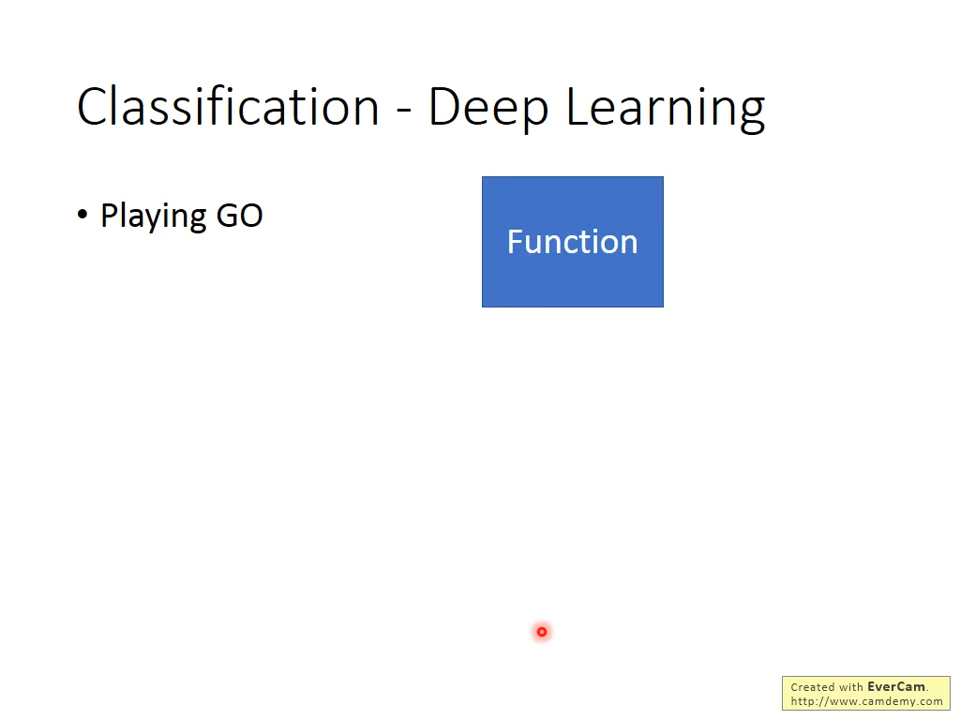 Classification - Deep Learning
• Playing GO
Function
Created with EverCam.
http://www.camdemy.com